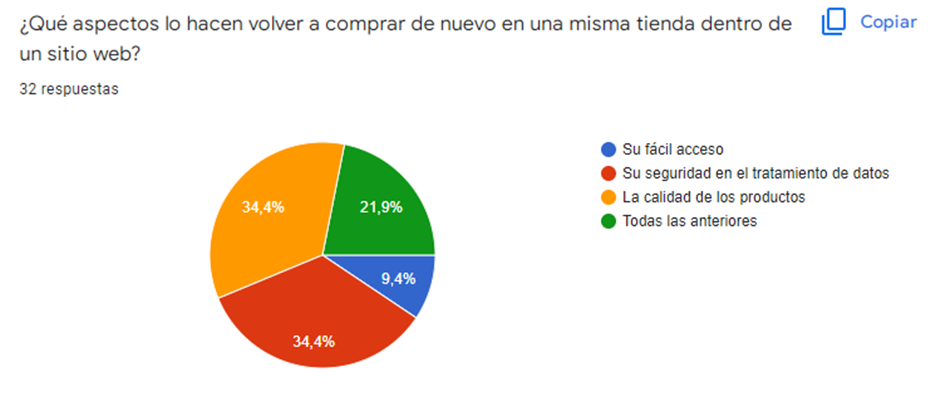 ¿Qué aspectos lo hacen volver a comprar de nuevo en una misma tienda dentro de
un sitio web?
Copiar
32 respuestas
Su fácil acceso
Su seguridad en el tratamiento de datos
La calidad de los productos
Todas las anteriores
34,4%
21,9%
9,4%
34,4%